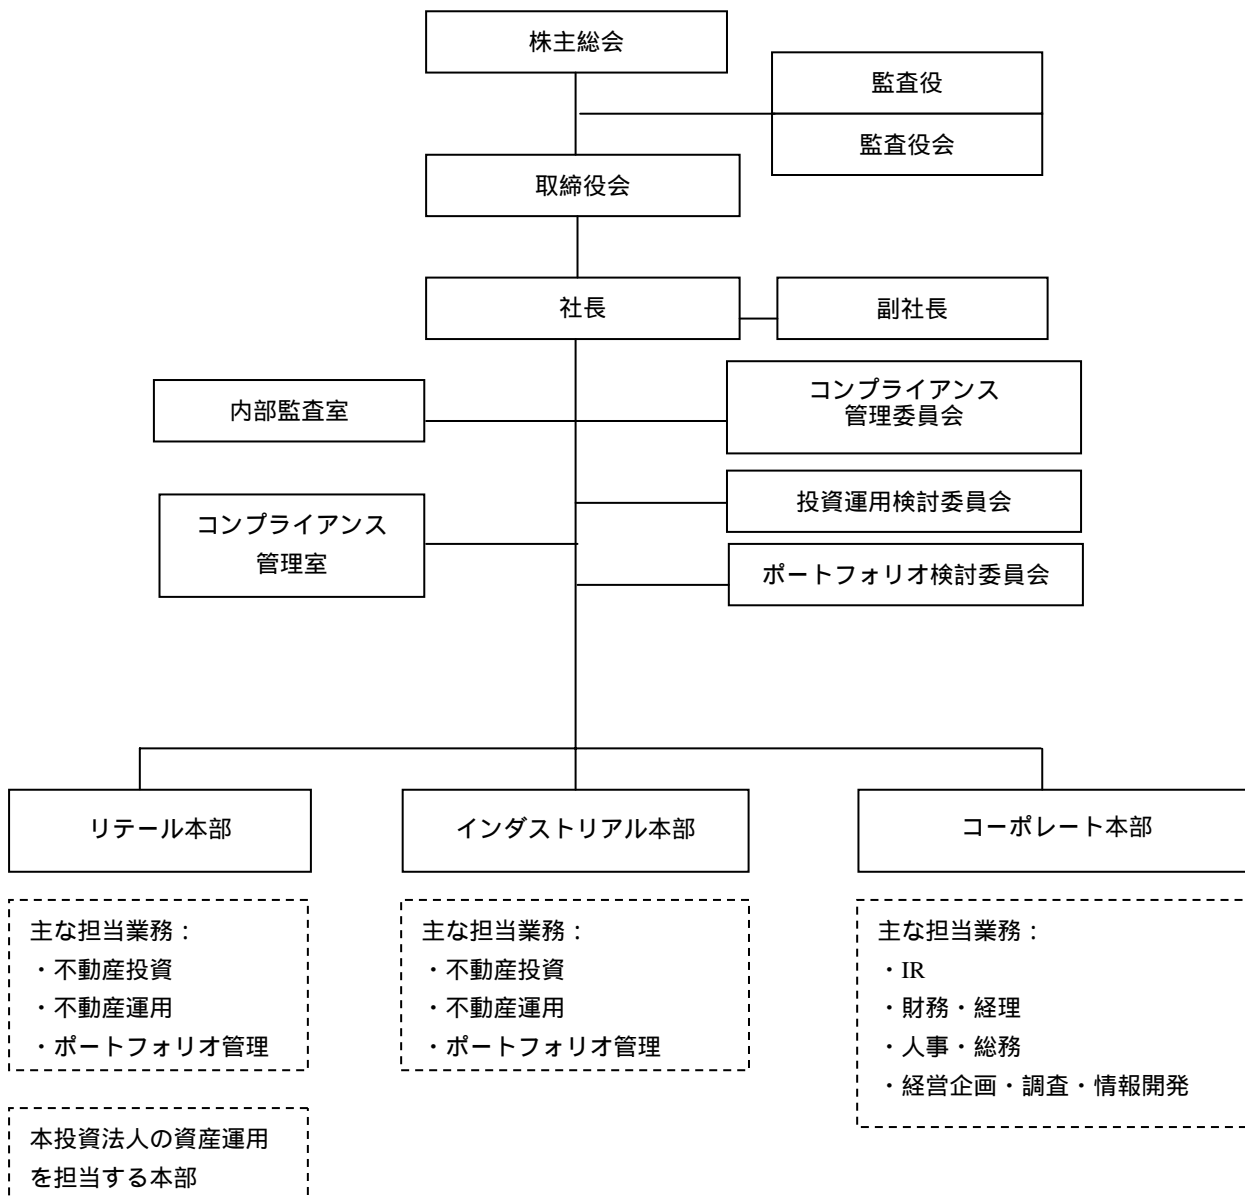 株主総会
監査役
監査役会
取締役会
社長
副社長
内部監査室
コンプライアンス
管理委員会
投資運用検討委員会
コンプライアンス
管理室
ポートフォリオ検討委員会
リテール本部
インダストリアル本部
コーポレート本部
主な担当業務：
・不動産投資
・不動産運用
・ポートフォリオ管理
主な担当業務：
・不動産投資
・不動産運用
・ポートフォリオ管理
主な担当業務：
・IR
・財務・経理
・人事・総務
・経営企画・調査・情報開発
本投資法人の資産運用
を担当する本部